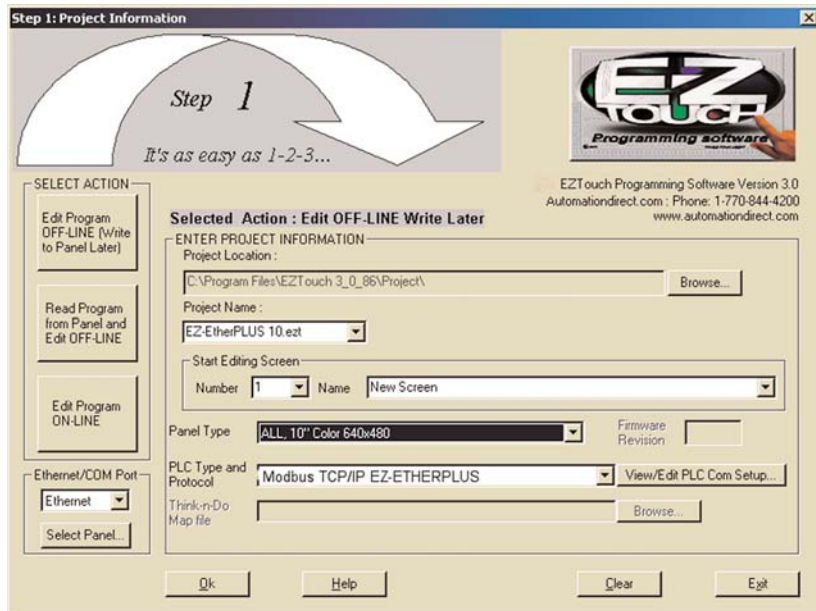 Step 1: Project Information
Step 1
It's as easy as 1-2-3...
EZ
TOUCH
Programming software
EZTouch Programming Software Version 3.0
Automationdirect.com : Phone: 1-770-844-4200
www.automationdirect.com
SELECT ACTION
Edit Program
OFF-LINE (Write
to Panel Later)
Read Program
from Panel and
Edit OFF-LINE
Edit Program
ON-LINE
Ethernet/COM Port
Ethernet
Select Panel...
Selected Action : Edit OFF-LINE Write Later
ENTER PROJECT INFORMATION
Project Location :
C:\Program Files\EZTouch 3_0_86\Project\
Browse...
Project Name :
EZ-EtherPLUS 10.ezt
Start Editing Screen
Number 1 Name New Screen
Panel Type ALL, 10" Color 640x480
Firmware
Revision
PLC Type and
Protocol
Modbus TCP/IP EZ-ETHERPLUS
View/Edit PLC Com Setup...
Think-n-Do
Map file
Browse...
Ok Help Clear Exit